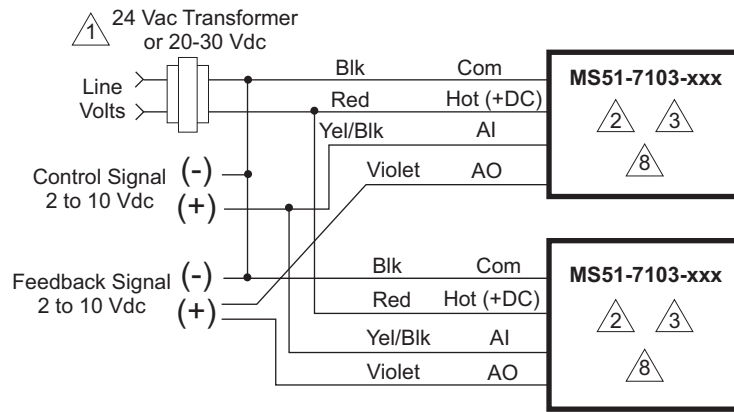 1
24 Vac Transformer
or 20-30 Vdc
Line
Volts
Blk Com
Red Hot (+DC)
Yel/Blk AI
Violet AO
MS51-7103-xxx
2 3
8
Control Signal (-)
2 to 10 Vdc (+)
Feedback Signal (-)
2 to 10 Vdc (+)
Blk Com
Red Hot (+DC)
Yel/Blk AI
Violet AO
MS51-7103-xxx
2 3
8